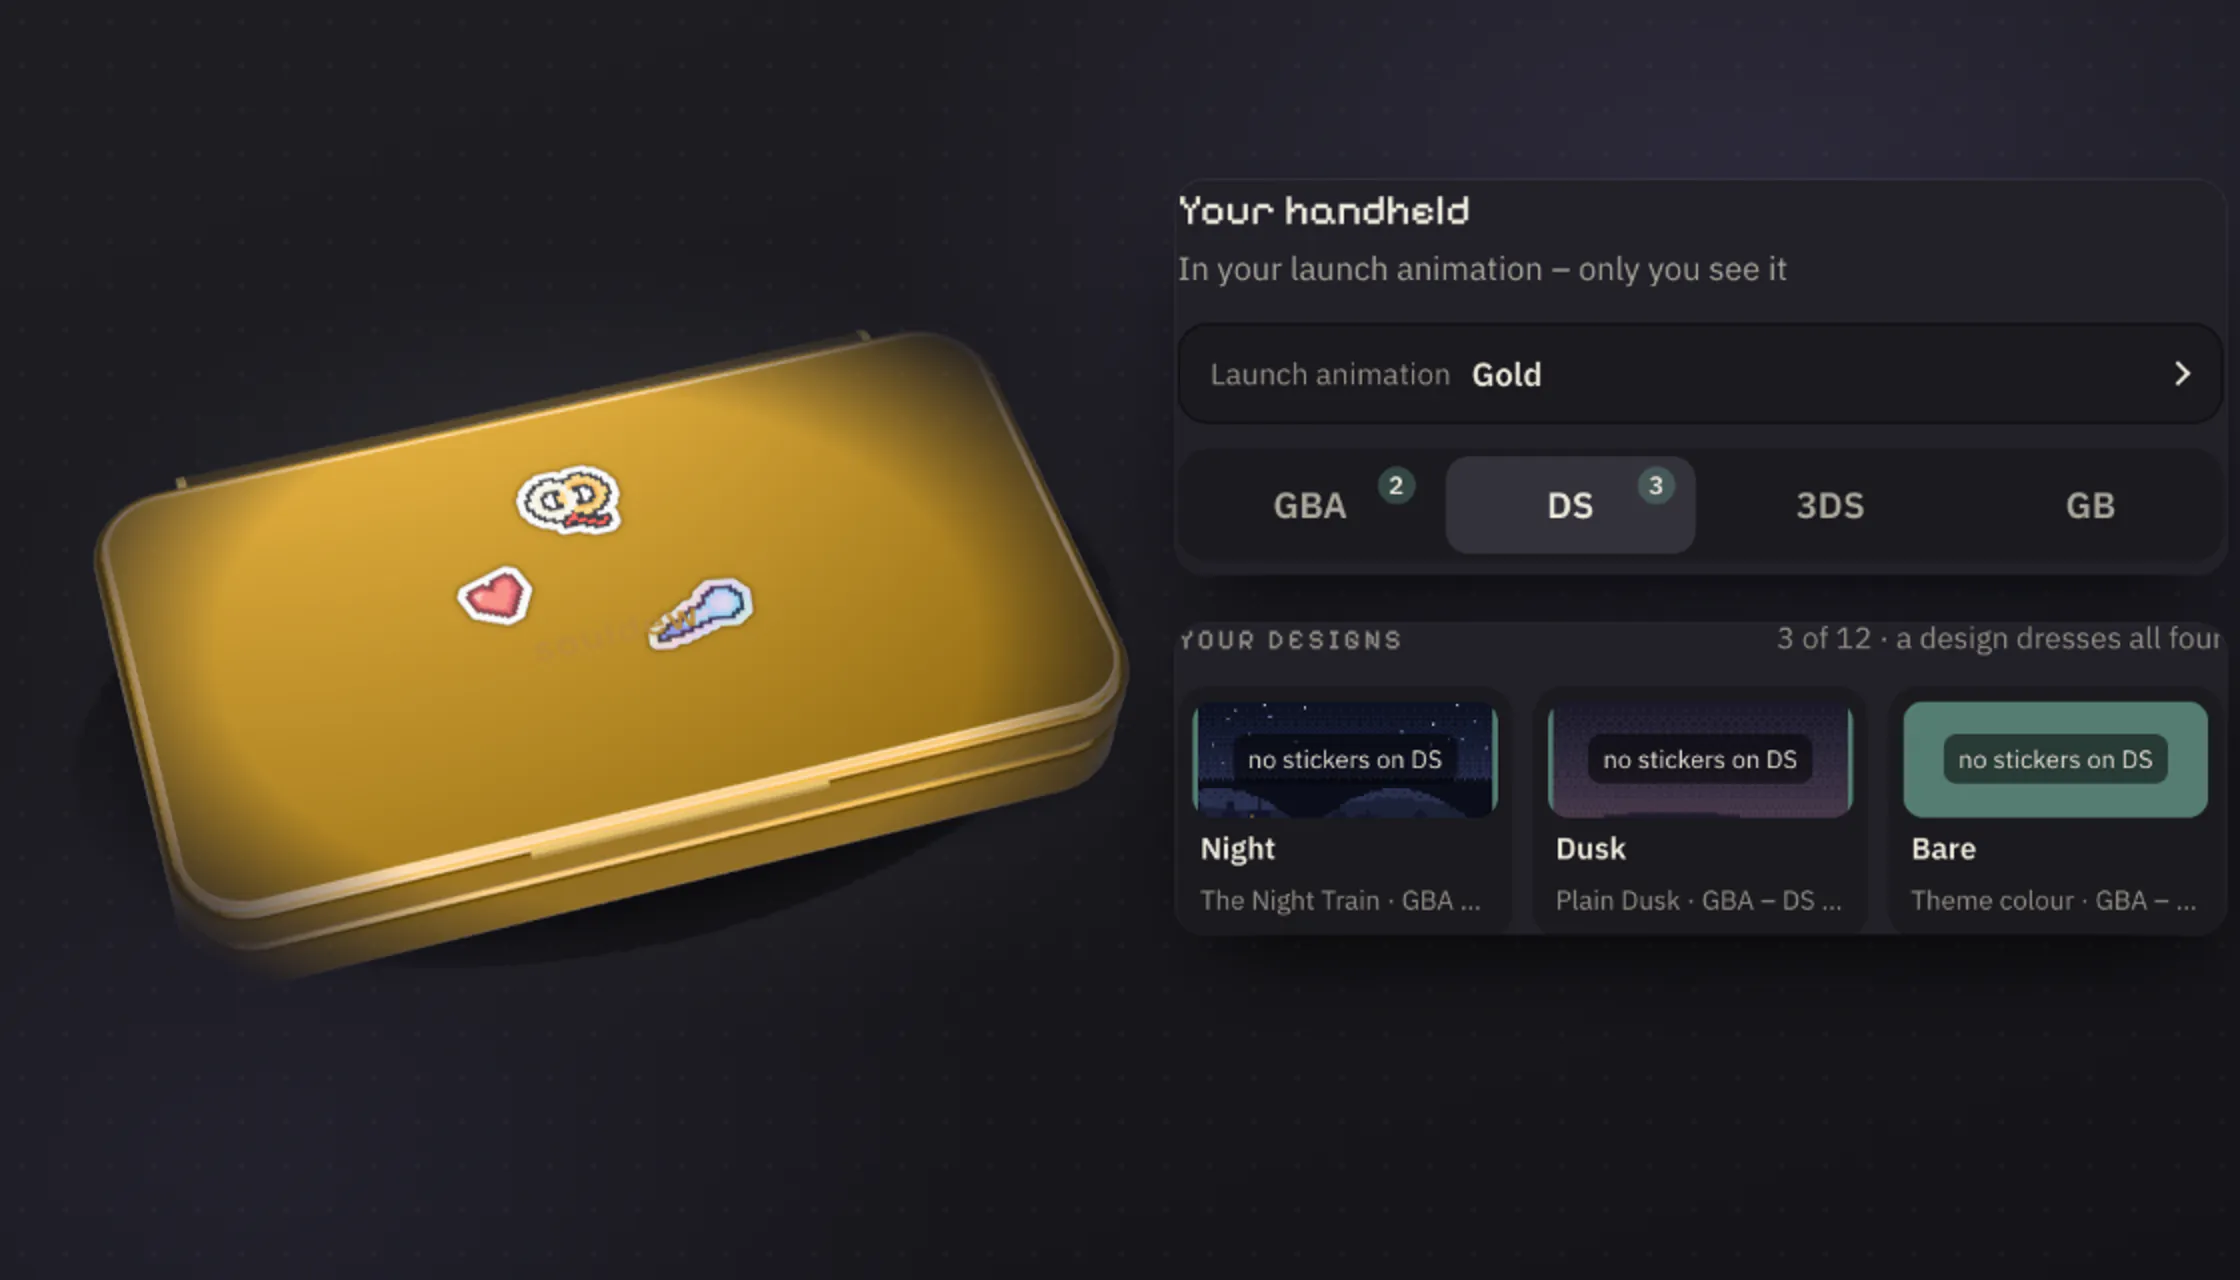 Your handheld
In your launch animation – only you see it
Launch animation Gold
GBA 2 DS 3 3DS GB
YOUR DESIGNS 3 of 12 · a design dresses all four
no stickers on DS no stickers on DS no stickers on DS
Night Dusk Bare
The Night Train · GBA ... Plain Dusk · GBA – DS ... Theme colour · GBA – ...